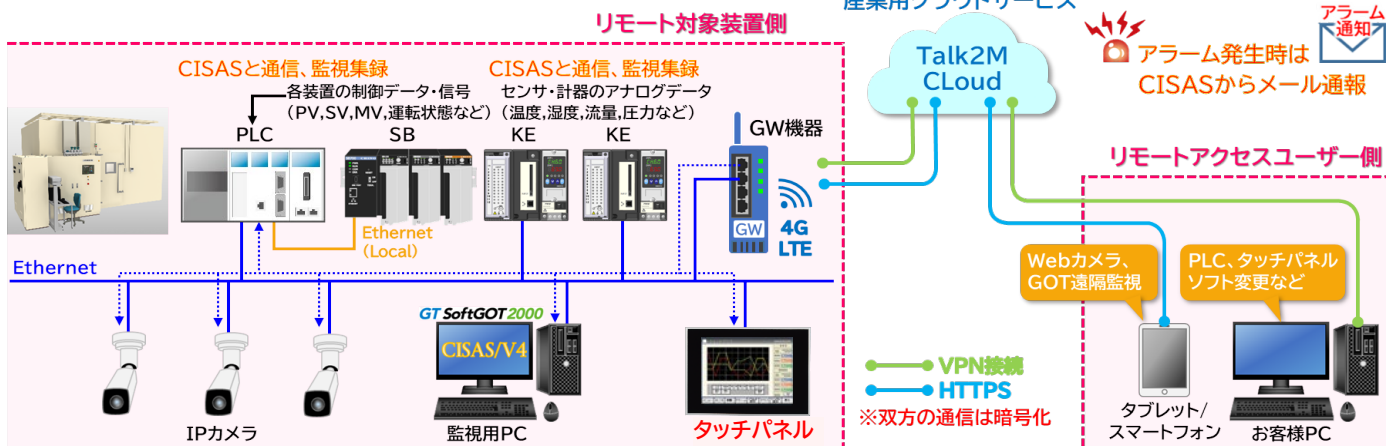 産業用クラウドサービス
リモート対象装置側
Talk2M
CLoud
アラーム
通知
アラーム発生時は
CISASからメール通報
CISASと通信、監視集録
各装置の制御データ・信号
(PV,SV,MV,運転状態など)
CISASと通信、監視集録
センサ・計器のアナログデータ
(温度,湿度,流量,圧力など)
PLC
SB
KE
KE
GW機器
GW
4G
LTE
リモートアクセスユーザー側
Ethernet
(Local)
Ethernet
Webカメラ、
GOT遠隔監視
PLC、タッチパネル
ソフト変更など
GT SoftGOT2000
CISAS/V4
IPカメラ
監視用PC
タッチパネル
VPN接続
HTTPS
※双方の通信は暗号化
タブレット/
スマートフォン
お客様PC